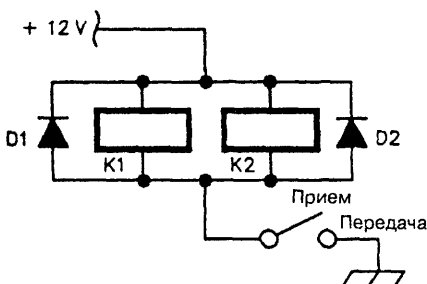 + 12 V
D1
K1
K2
D2
Прием
Передача